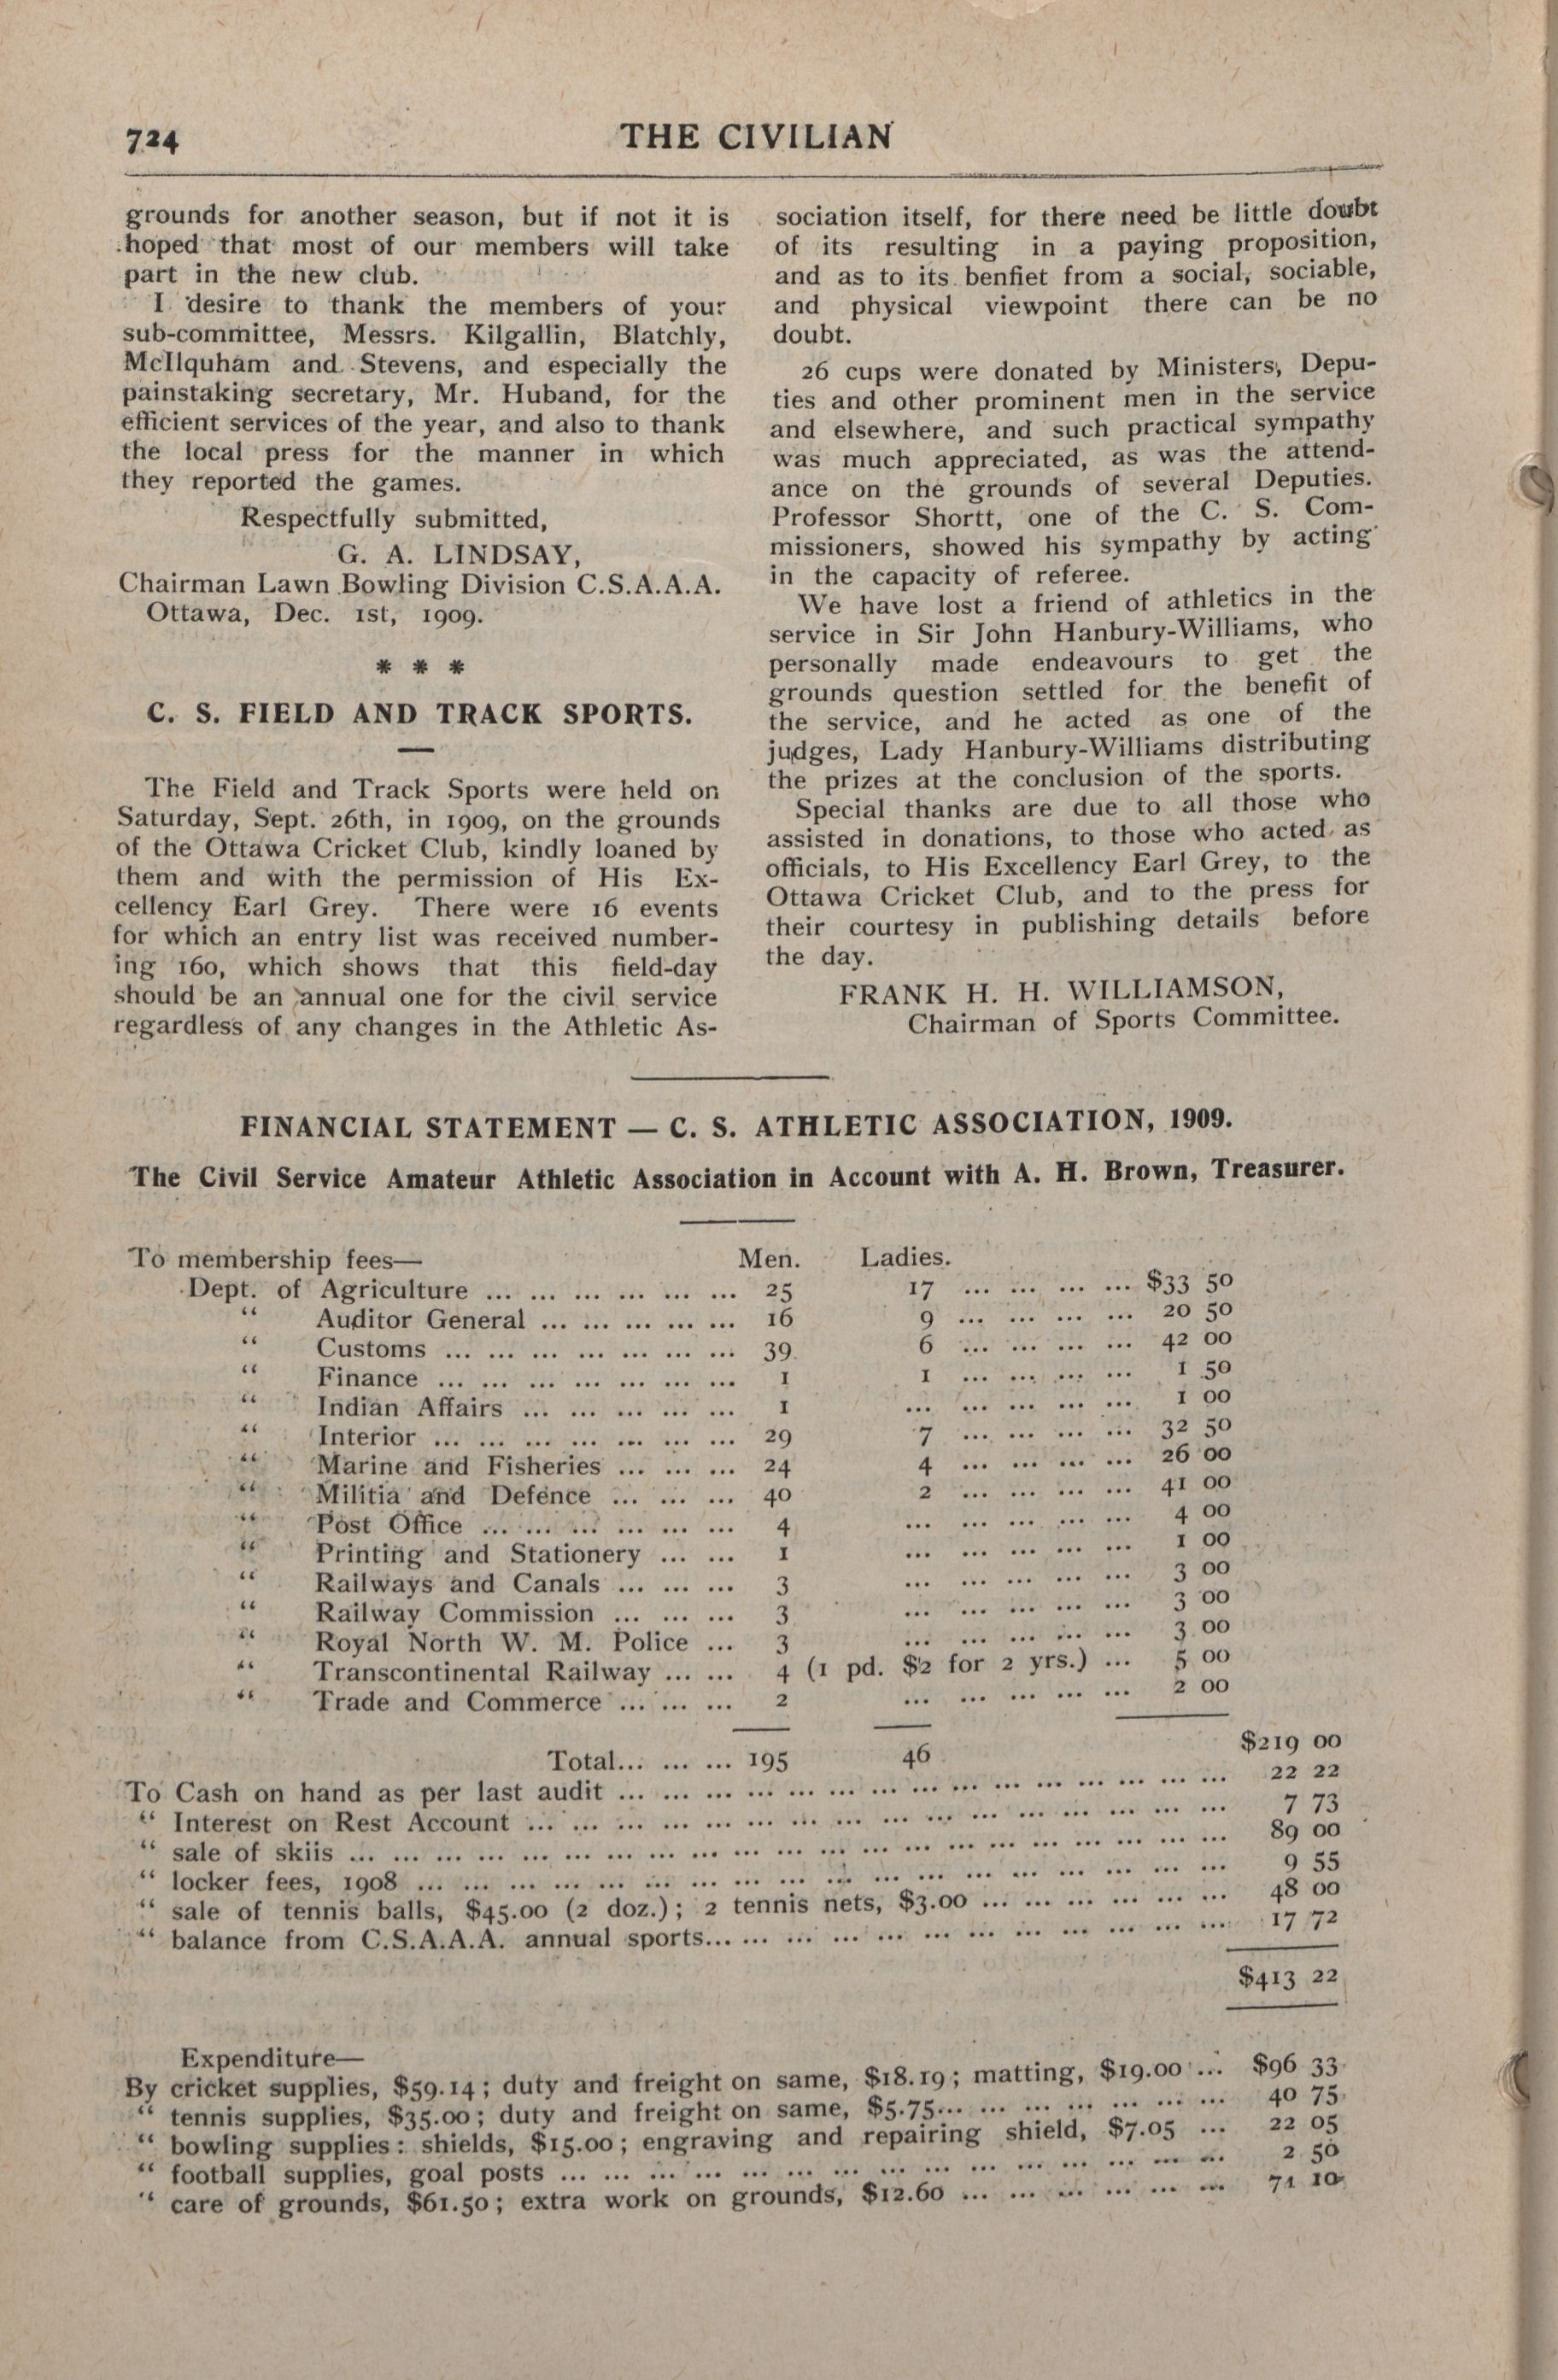 724
THE CIVILIAN
grounds for another season, but if not it is
hoped that most of our members will take
part in the new club.
I desire to thank the members of your
sub-committee, Messrs. Kilgallin, Blatchly,
McIlquham and Stevens, and especially the
painstaking secretary, Mr. Huband, for the
efficient services of the year, and also to thank
the local press for the manner in which
they reported the games.
Respectfully submitted,
G. A. LINDSAY,
Chairman Lawn Bowling Division C.S.A.A.A.
Ottawa, Dec. 1st, 1909.
* * *
C. S. FIELD AND TRACK SPORTS.
The Field and Track Sports were held on
Saturday, Sept. 26th, in 1909, on the grounds
of the Ottawa Cricket Club, kindly loaned by
them and with the permission of His Ex-
cellency Earl Grey. There were 16 events
for which an entry list was received number-
ing 160, which shows that this field-day
should be an annual one for the civil service
regardless of any changes in the Athletic As-
sociation itself, for there need be little doubt
of its resulting in a paying proposition,
and as to its benfiet from a social, sociable,
and physical viewpoint there can be no
doubt.
26 cups were donated by Ministers, Depu-
ties and other prominent men in the service
and elsewhere, and such practical sympathy
was much appreciated, as was the attend-
ance on the grounds of several Deputies.
Professor Shortt, one of the C. S. Com-
missioners, showed his sympathy by acting
in the capacity of referee.
We have lost a friend of athletics in the
service in Sir John Hanbury-Williams, who
personally made endeavours to get the
grounds question settled for the benefit of
the service, and he acted as one of the
judges, Lady Hanbury-Williams distributing
the prizes at the conclusion of the sports.
Special thanks are due to all those who
assisted in donations, to those who acted as
officials, to His Excellency Earl Grey, to the
Ottawa Cricket Club, and to the press for
their courtesy in publishing details before
the day.
FRANK H. H. WILLIAMSON,
Chairman of Sports Committee.
FINANCIAL STATEMENT — C. S. ATHLETIC ASSOCIATION, 1909.
The Civil Service Amateur Athletic Association in Account with A. H. Brown, Treasurer.
To membership fees— Men. Ladies.
Dept. of Agriculture ... ... ... ... ... ... 25 17 ... ... ... ... $33 50
“ Auditor General ... ... ... ... ... 16 9 ... ... ... ... 20 50
“ Customs ... ... ... ... ... ... ... 39 6 ... ... ... ... 42 00
“ Finance ... ... ... ... ... ... ... 1 1 ... ... ... ... 1 50
“ Indian Affairs ... ... ... ... ... 1 ... ... ... ... ... 1 00
“ Interior ... ... ... ... ... ... ... 29 7 ... ... ... ... 32 50
“ Marine and Fisheries ... ... ... 24 4 ... ... ... ... 26 00
“ Militia and Defence ... ... ... 40 2 ... ... ... ... 41 00
“ Post Office ... ... ... ... ... ... 4 ... ... ... ... ... 4 00
“ Printing and Stationery ... ... 1 ... ... ... ... ... 1 00
“ Railways and Canals ... ... ... 3 ... ... ... ... ... 3 00
“ Railway Commission ... ... ... 3 ... ... ... ... ... 3 00
“ Royal North W. M. Police ... 3 ... ... ... ... ... 3 00
“ Transcontinental Railway ... ... 4 (1 pd. $2 for 2 yrs.) ... 5 00
“ Trade and Commerce ... ... ... 2 ... ... ... ... ... 2 00
Total... ... ... 195 46 $219 00
To Cash on hand as per last audit ... ... ... ... ... ... ... ... ... ... ... ... ... ... 22 22
“ Interest on Rest Account ... ... ... ... ... ... ... ... ... ... ... ... ... ... ... ... 7 73
“ sale of skiis ... ... ... ... ... ... ... ... ... ... ... ... ... ... ... ... ... ... ... ... 89 00
“ locker fees, 1908 ... ... ... ... ... ... ... ... ... ... ... ... ... ... ... ... ... ... 9 55
“ sale of tennis balls, $45.00 (2 doz.); 2 tennis nets, $3.00 ... ... ... ... ... ... 48 00
“ balance from C.S.A.A.A. annual sports... ... ... ... ... ... ... ... ... ... ... ... 17 72
$413 22
Expenditure—
By cricket supplies, $59.14; duty and freight on same, $18.19; matting, $19.00 ... $96 33
“ tennis supplies, $35.00; duty and freight on same, $5.75... ... ... ... ... ... ... 40 75
“ bowling supplies: shields, $15.00; engraving and repairing shield, $7.05 ... 22 05
“ football supplies, goal posts ... ... ... ... ... ... ... ... ... ... ... ... ... ... ... 2 50
“ care of grounds, $61.50; extra work on grounds, $12.60 ... ... ... ... ... ... 74 10